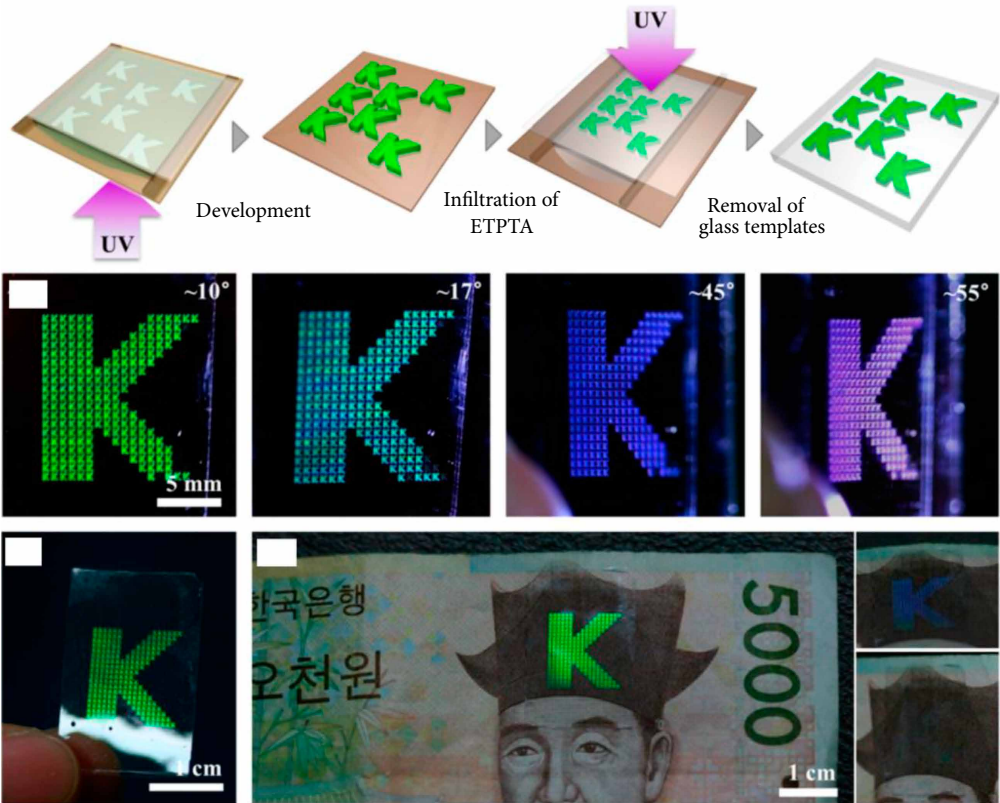 UV
Development
Infiltration of
ETPTA
UV
Removal of
glass templates
~10°
5 mm
~17°
~45°
~55°
K
1 cm
한국은행
오천원
K
5000
1 cm